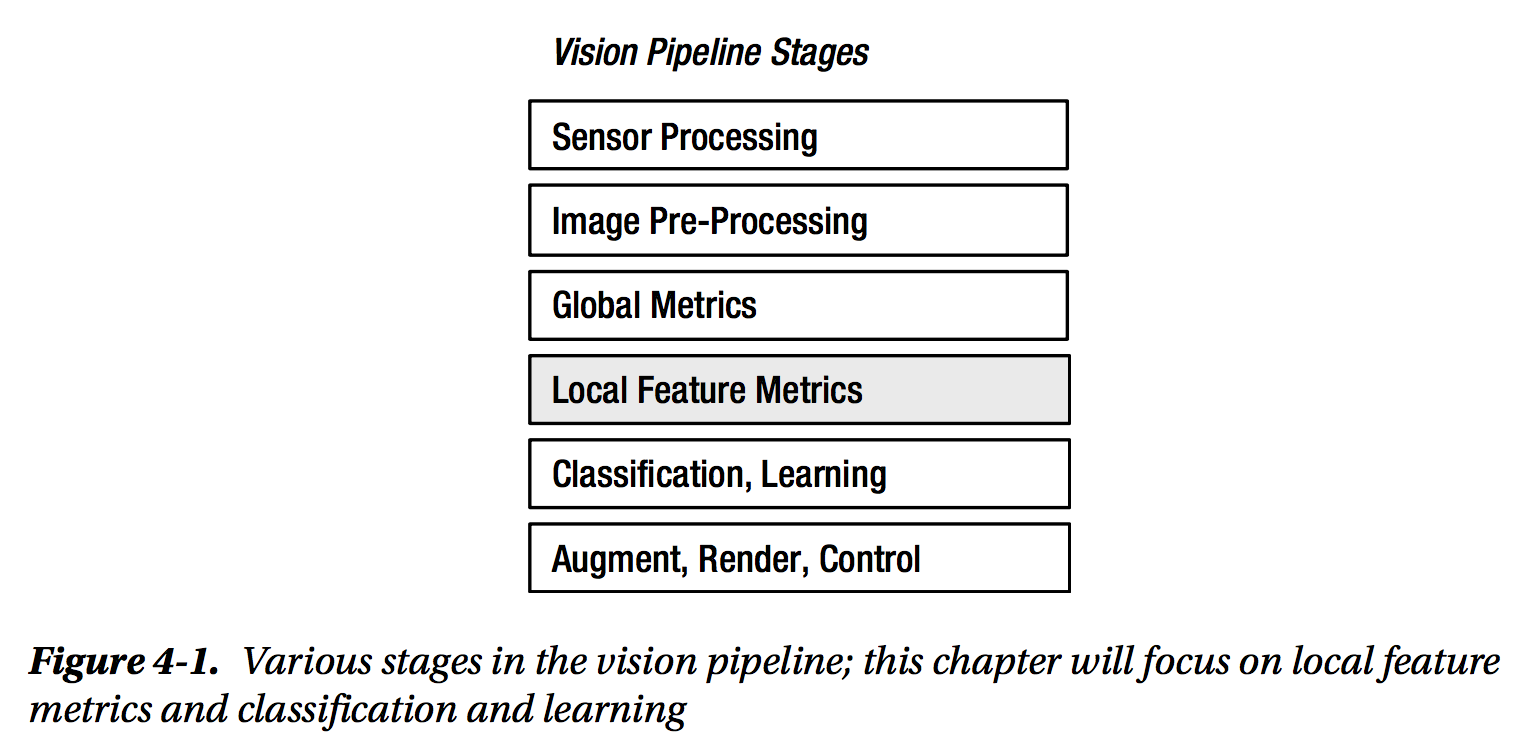 Vision Pipeline Stages
Sensor Processing
Image Pre-Processing
Global Metrics
Local Feature Metrics
Classification, Learning
Augment, Render, Control
Figure 4-1. Various stages in the vision pipeline; this chapter will focus on local feature
metrics and classification and learning